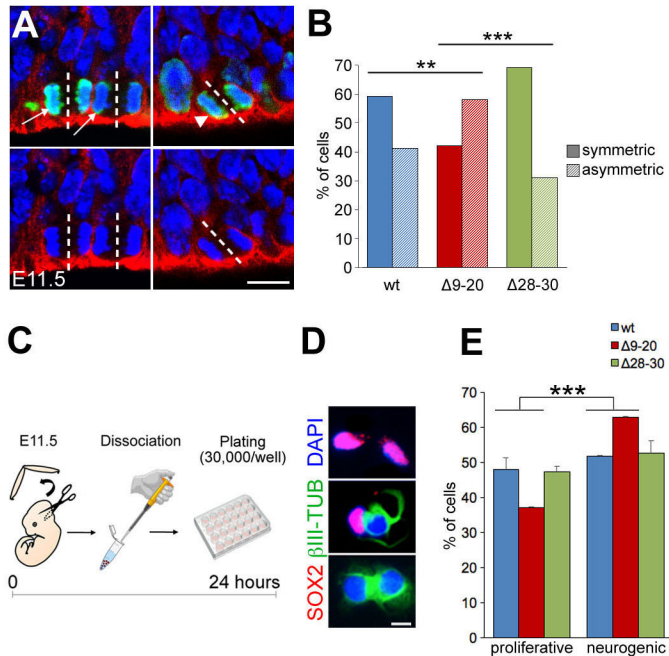 A
E11.5
B
**
***
70
60
50
40
30
20
10
0
% of cells
symmetric
asymmetric
wt
Δ9-20
Δ28-30
C
E11.5
Dissociation
Plating
(30,000/well)
0
24 hours
D
SOX2 βIII-TUB DAPI
E
wt
Δ9-20
Δ28-30
***
70
60
50
40
30
20
10
0
% of cells
proliferative
neurogenic